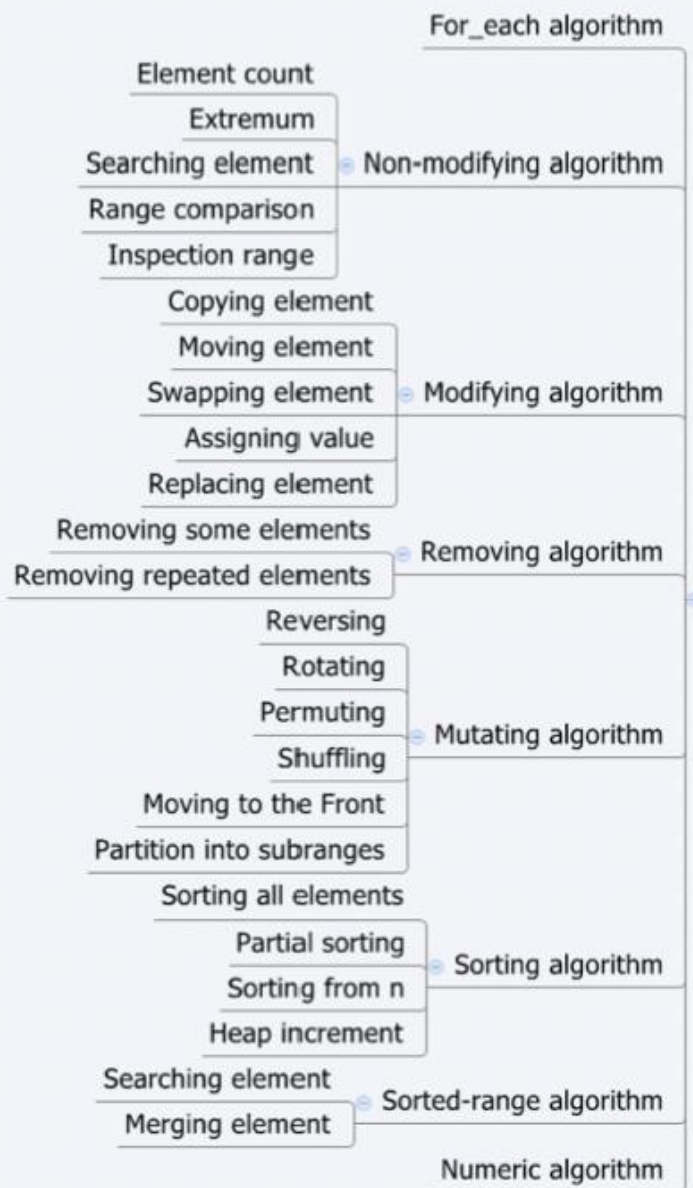 For_each algorithm
Element count
Extremum
Searching element
Non-modifying algorithm
Range comparison
Inspection range
Copying element
Moving element
Swapping element
Modifying algorithm
Assigning value
Replacing element
Removing some elements
Removing algorithm
Removing repeated elements
Reversing
Rotating
Permuting
Mutating algorithm
Shuffling
Moving to the Front
Partition into subranges
Sorting all elements
Partial sorting
Sorting algorithm
Sorting from n
Heap increment
Searching element
Sorted-range algorithm
Merging element
Numeric algorithm